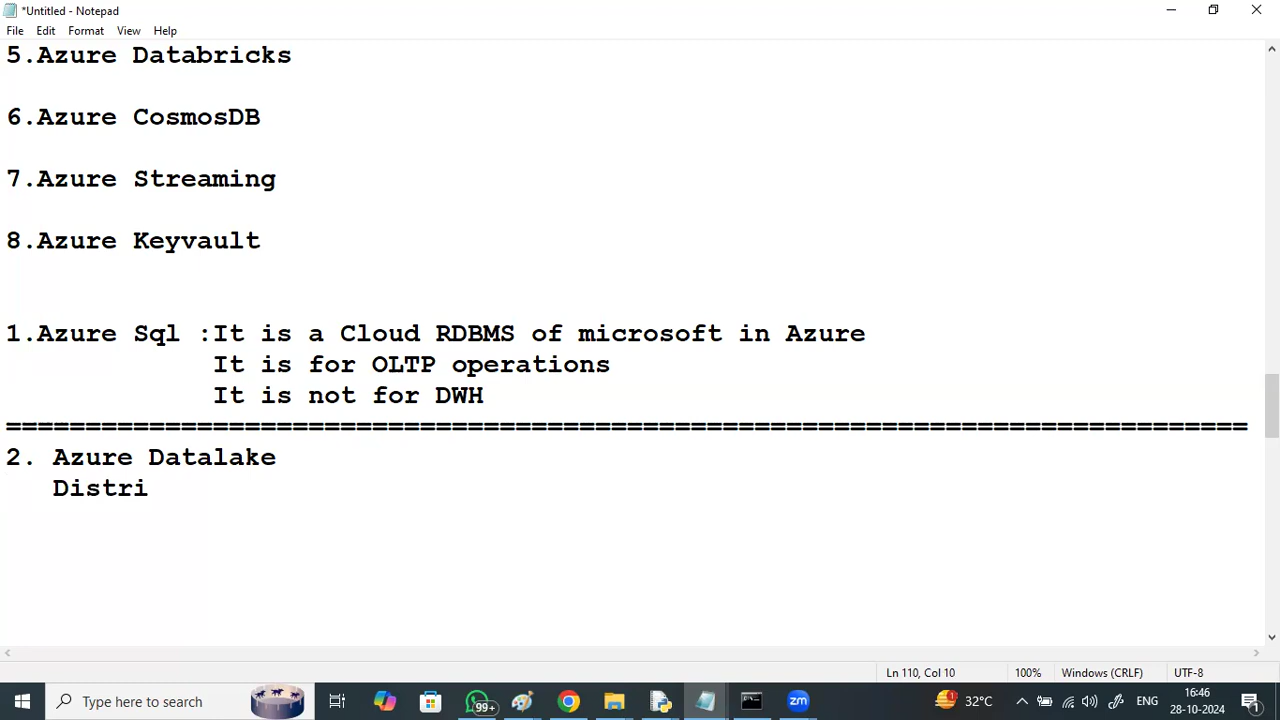 *Untitled - Notepad
File Edit Format View Help
5.Azure Databricks
6.Azure CosmosDB
7.Azure Streaming
8.Azure Keyvault
1.Azure Sql :It is a Cloud RDBMS of microsoft in Azure
It is for OLTP operations
It is not for DWH
==============================================================================
2. Azure Datalake
Distri
Ln 110, Col 10 100% Windows (CRLF) UTF-8
Type here to search 99+ zm 32°C ENG 16:46
28-10-2024 1